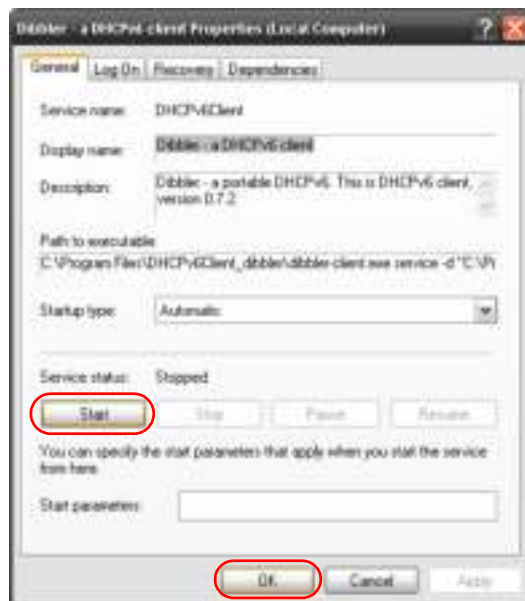 Dibbler - a DHCPv6 client Properties (Local Computer)
General Log On Recovery Dependencies
Service name: DHCPv6Client
Display name: Dibbler - a DHCPv6 client
Description: Dibbler - a portable DHCPv6. This is DHCPv6 client,
version 0.7.2
Path to executable:
C:\Program Files\DHCPv6Client_dibbler\dibbler-client.exe service -d "C:\Pr
Startup type: Automatic
Service status: Stopped
Start Stop Pause Resume
You can specify the start parameters that apply when you start the service
from here.
Start parameters:
OK Cancel Apply